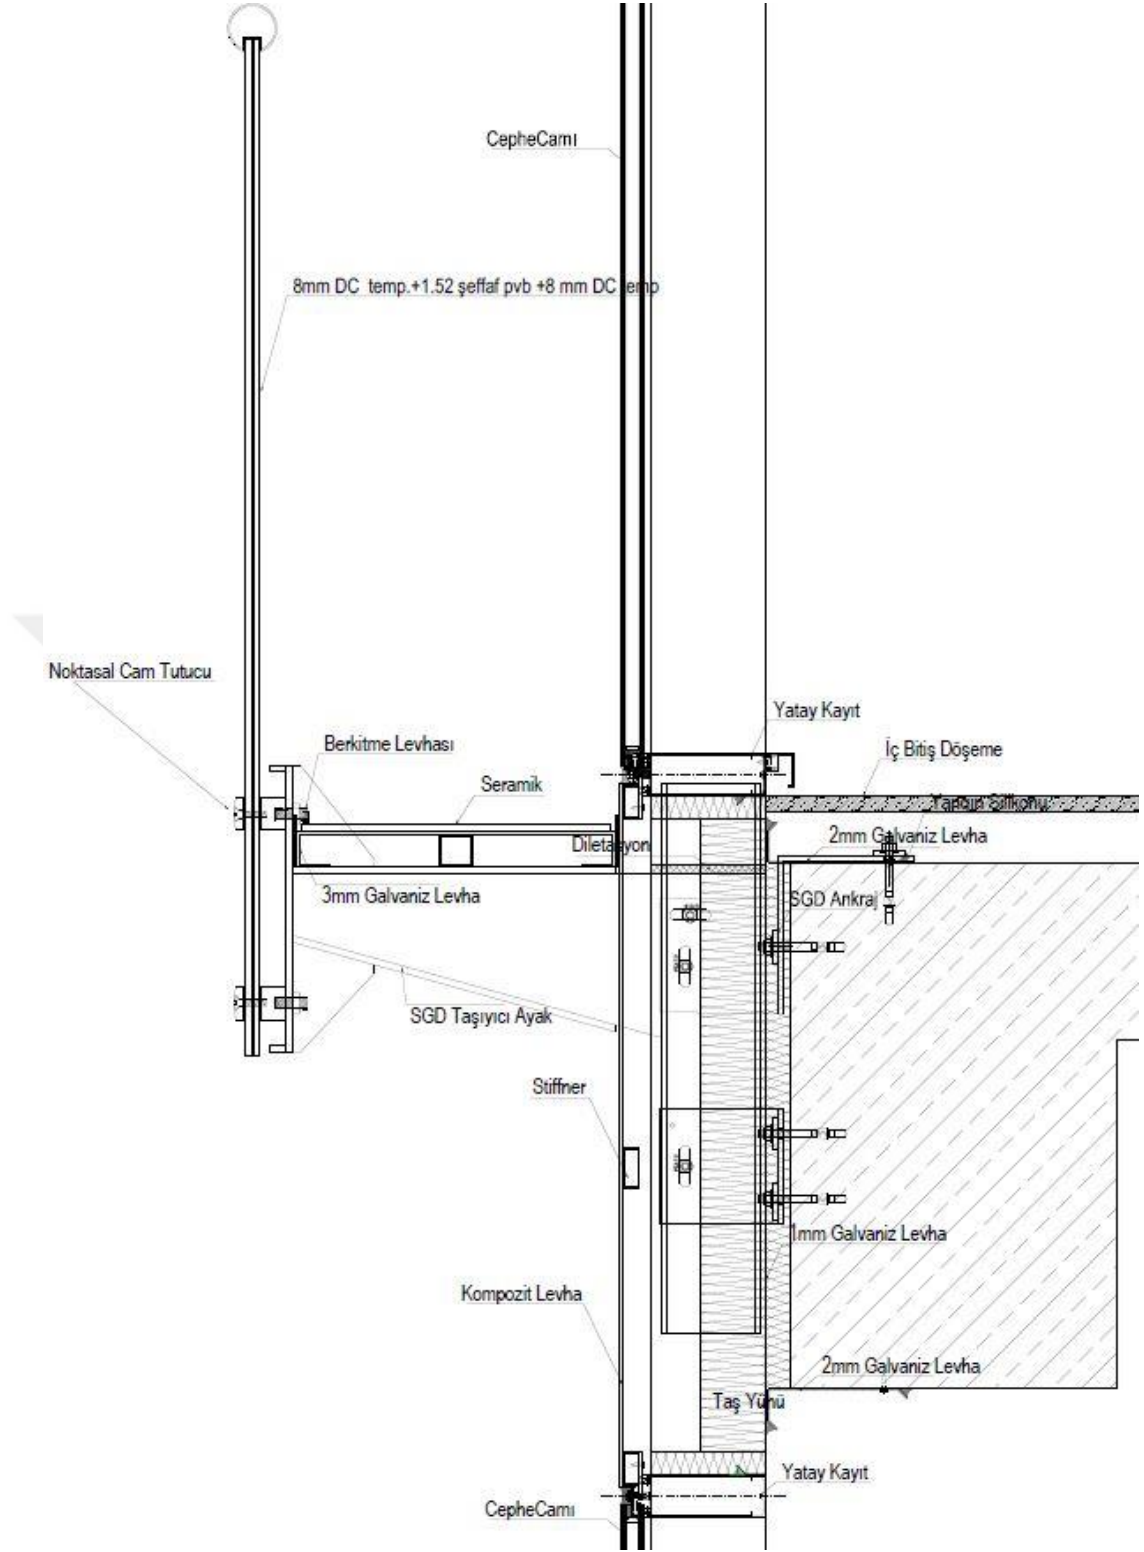 CepheCamı
8mm DC temp.+1.52 şeffaf pvb +8 mm DC temp
Noktasal Cam Tutucu
Yatay Kayıt
Berkitme Levhası
İç Bitiş Döşeme
Seramik
Yangın Silikonu
2mm Galvaniz Levha
Diletasyon
3mm Galvaniz Levha
SGD Ankraj
SGD Taşıyıcı Ayak
Stiffner
1mm Galvaniz Levha
Kompozit Levha
2mm Galvaniz Levha
Taş Yünü
Yatay Kayıt
CepheCamı